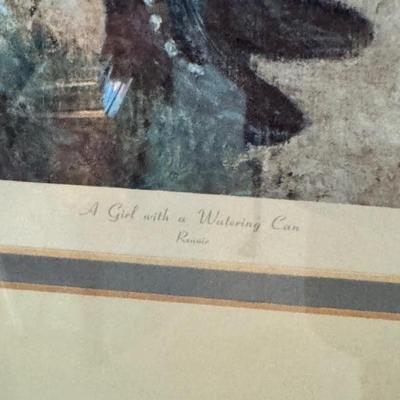 A Girl with a Watering Can
Renoir